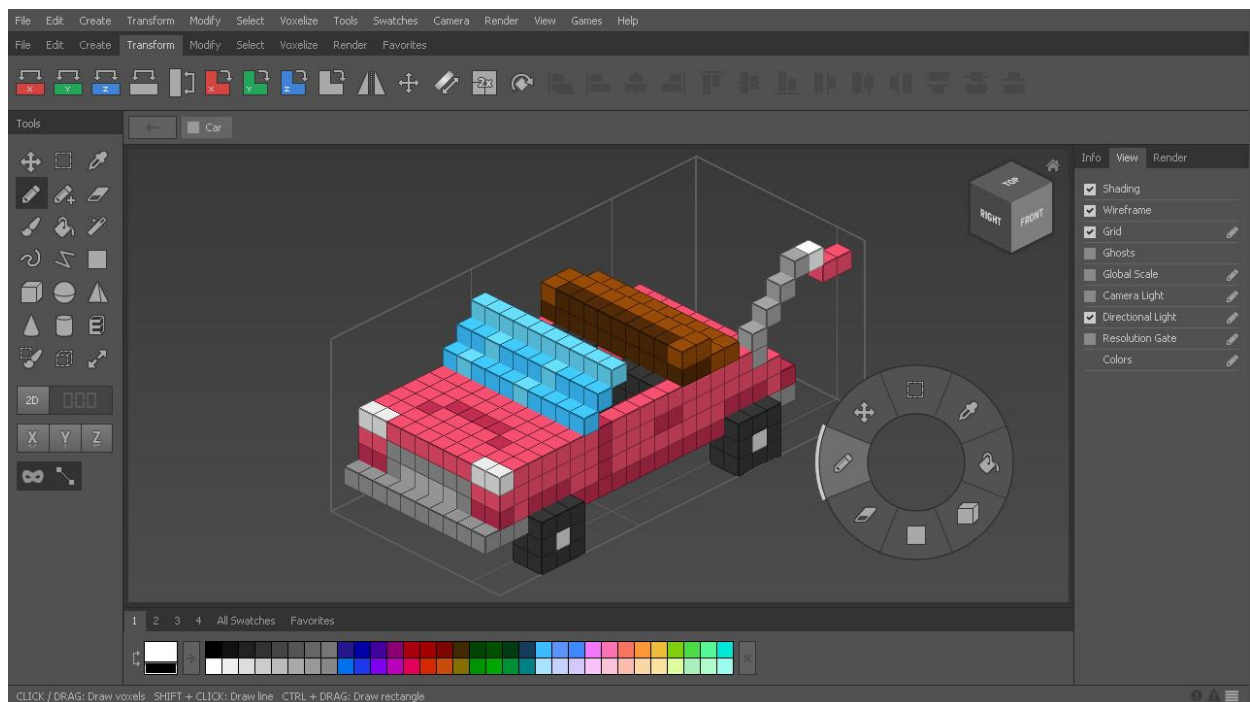 File Edit Create Transform Modify Select Voxelize Tools Swatches Camera Render View Games Help
File Edit Create Transform Modify Select Voxelize Render Favorites
X Y Z X Y Z 2x
Tools
Car
Info View Render
TOP
RIGHT FRONT
Shading
Wireframe
Grid
Ghosts
Global Scale
Camera Light
Directional Light
Resolution Gate
Colors
2D
X Y Z
1 2 3 4 All Swatches Favorites
CLICK / DRAG: Draw voxels SHIFT + CLICK: Draw line CTRL + DRAG: Draw rectangle